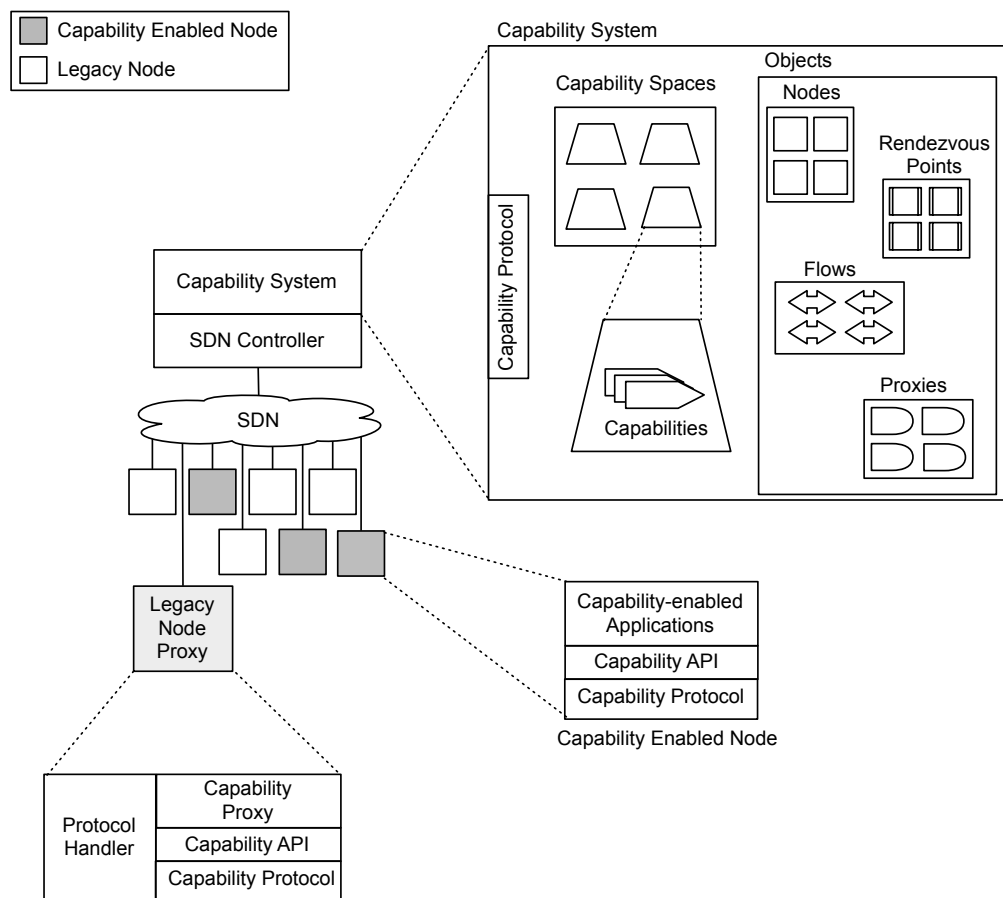 Capability Enabled Node
Legacy Node
Capability System
Objects
Capability Spaces
Nodes
Rendezvous
Points
Capability Protocol
Flows
Proxies
Capabilities
Capability System
SDN Controller
SDN
Legacy
Node
Proxy
Capability-enabled
Applications
Capability API
Capability Protocol
Capability Enabled Node
Protocol
Handler
Capability
Proxy
Capability API
Capability Protocol